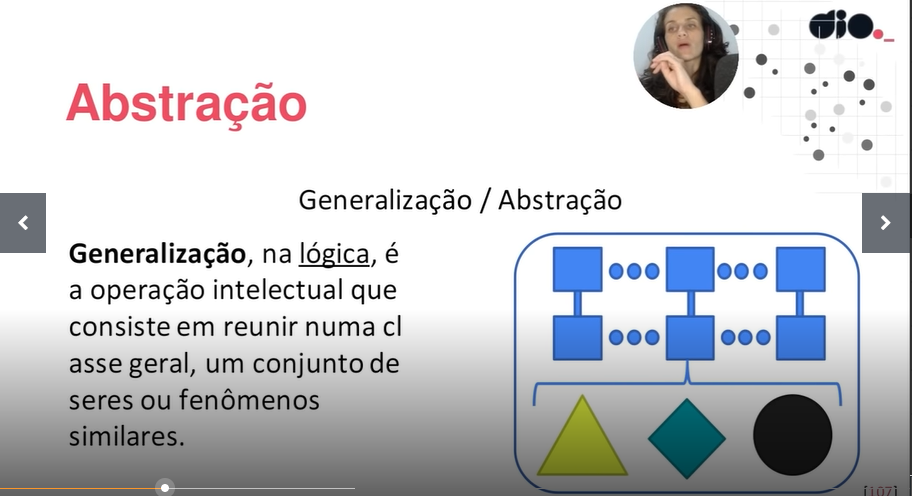 dio._
Abstração
Generalização / Abstração
Generalização, na lógica, é
a operação intelectual que
consiste em reunir numa cl
asse geral, um conjunto de
seres ou fenômenos
similares.
[107]